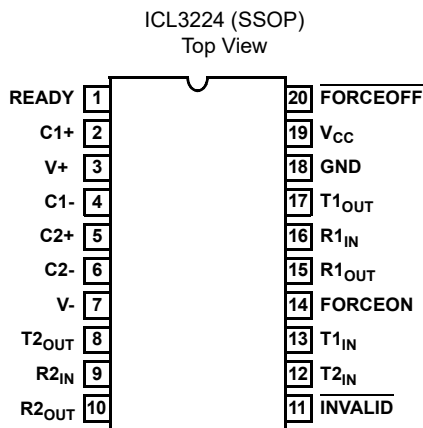 ICL3224 (SSOP)
Top View
READY 1 20 FORCEOFF
C1+ 2 19 VCC
V+ 3 18 GND
C1- 4 17 T1OUT
C2+ 5 16 R1IN
C2- 6 15 R1OUT
V- 7 14 FORCEON
T2OUT 8 13 T1IN
R2IN 9 12 T2IN
R2OUT 10 11 INVALID